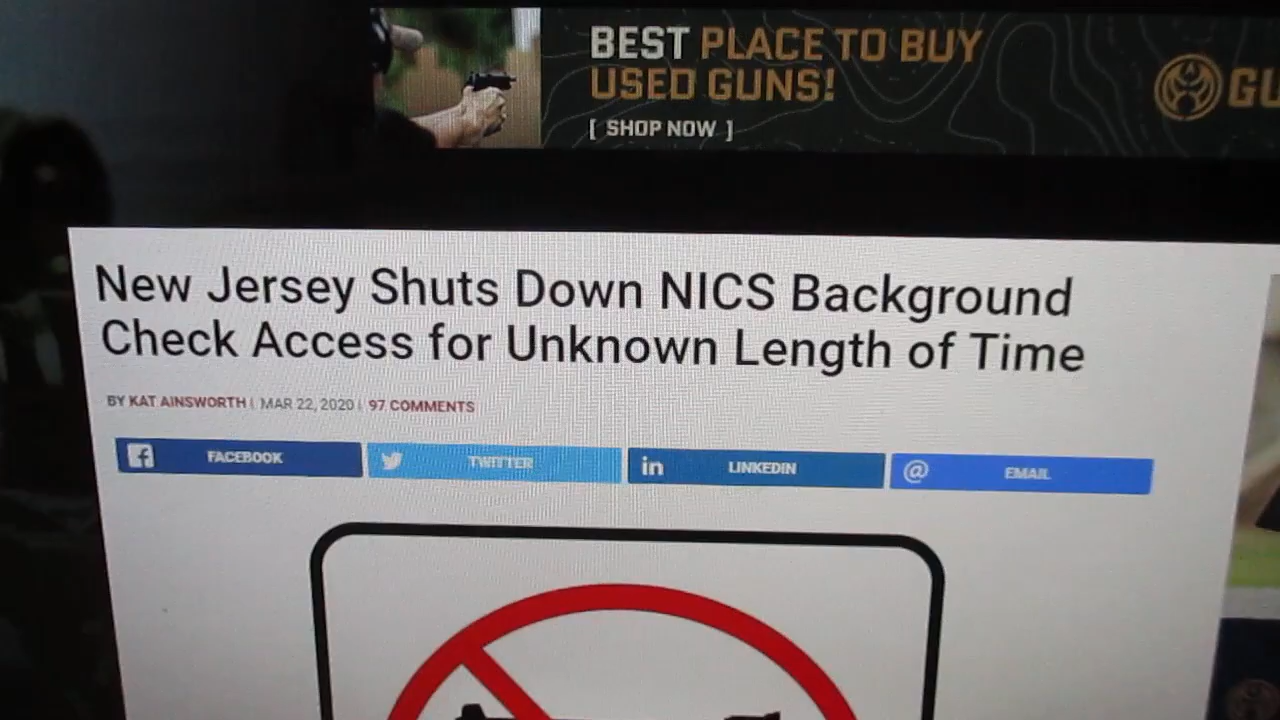 BEST PLACE TO BUY
USED GUNS!
[ SHOP NOW ]
New Jersey Shuts Down NICS Background
Check Access for Unknown Length of Time
BY KAT AINSWORTH | MAR 22, 2020 | 97 COMMENTS
FACEBOOK
TWITTER
LINKEDIN
EMAIL